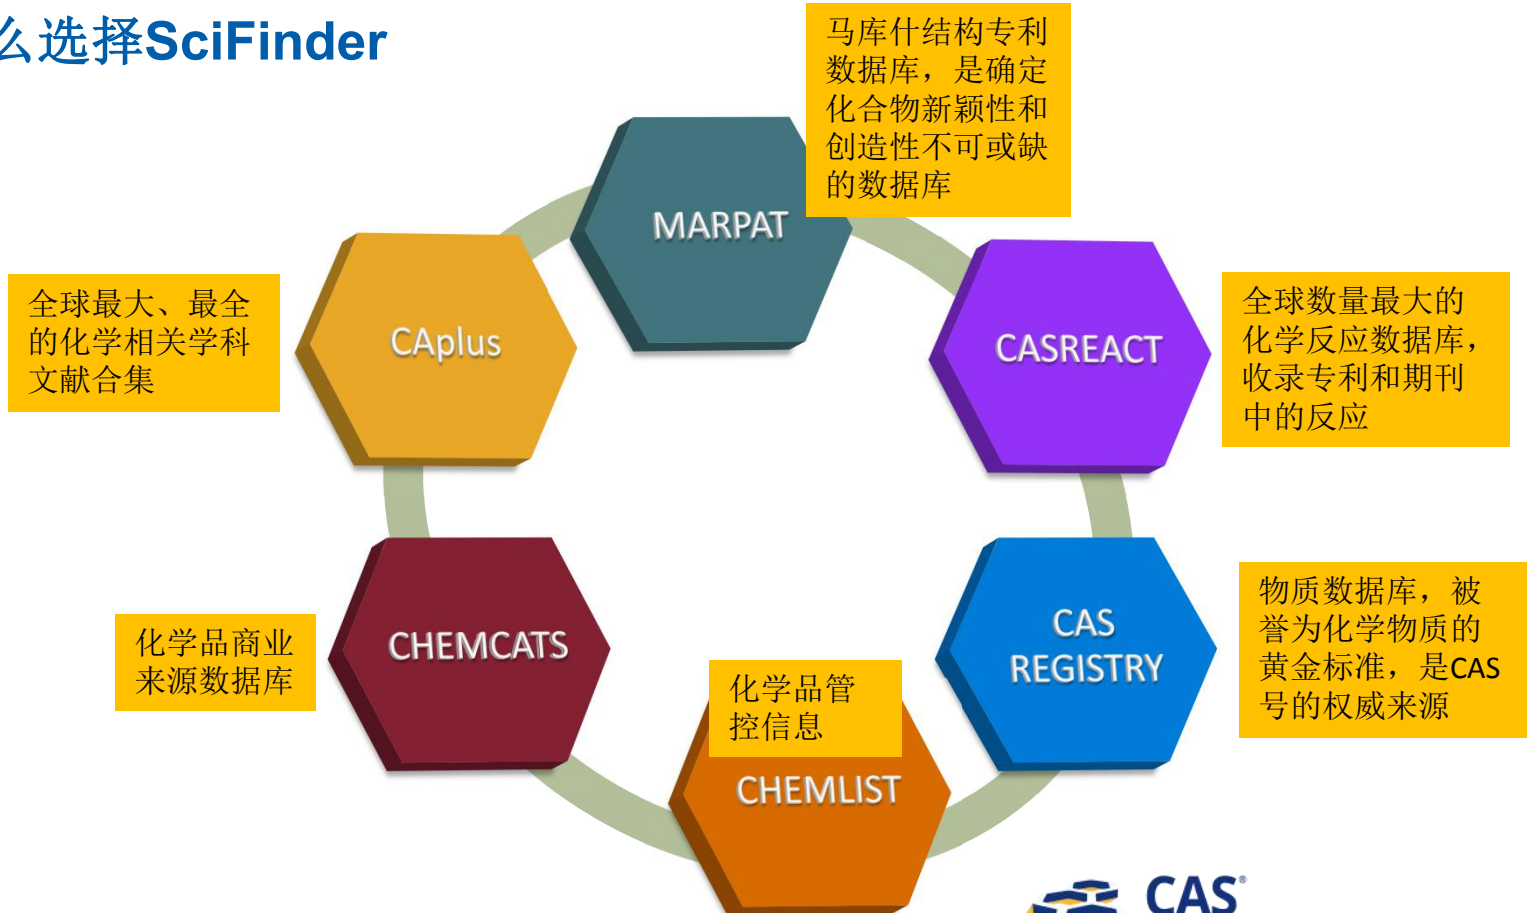 么选择SciFinder
马库什结构专利
数据库，是确定
化合物新颖性和
创造性不可或缺
的数据库
MARPAT
全球最大、最全
的化学相关学科
文献合集
CAplus
CASREACT
全球数量最大的
化学反应数据库，
收录专利和期刊
中的反应
化学品商业
来源数据库
CHEMCATS
化学品管
控信息
CHEMLIST
CAS
REGISTRY
物质数据库，被
誉为化学物质的
黄金标准，是CAS
号的权威来源
CAS®